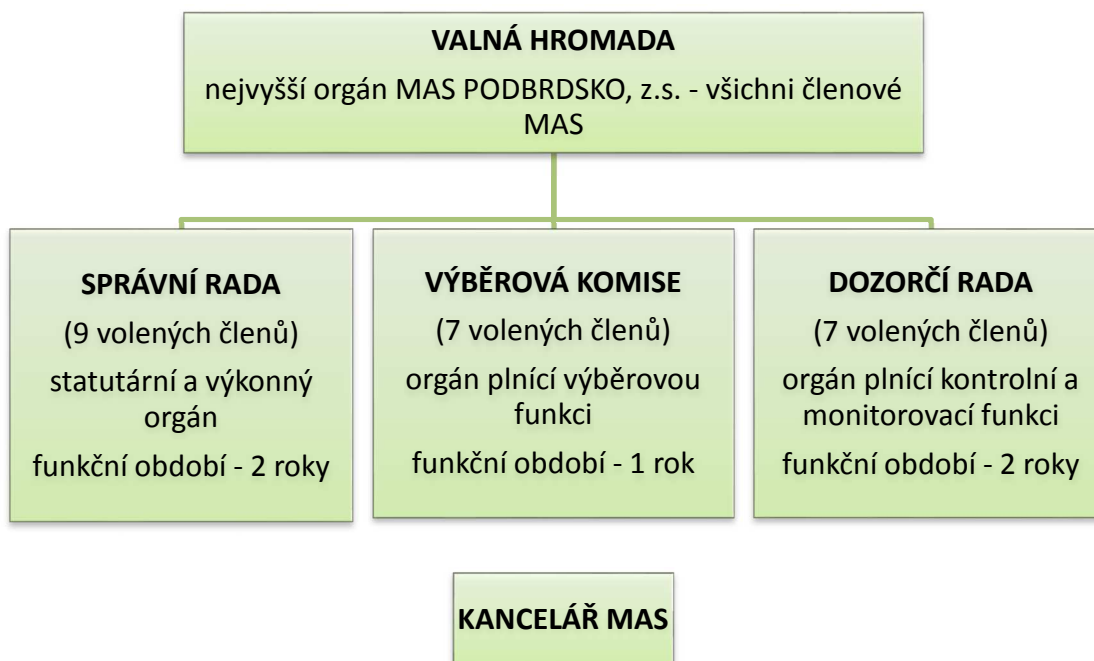 VALNÁ HROMADA
nejvyšší orgán MAS PODBRDSKO, z.s. - všichni členové
MAS
SPRÁVNÍ RADA
(9 volených členů)
statutární a výkonný
orgán
funkční období - 2 roky
VÝBĚROVÁ KOMISE
(7 volených členů)
orgán plnící výběrovou
funkci
funkční období - 1 rok
DOZORČÍ RADA
(7 volených členů)
orgán plnící kontrolní a
monitorovací funkci
funkční období - 2 roky
KANCELÁŘ MAS